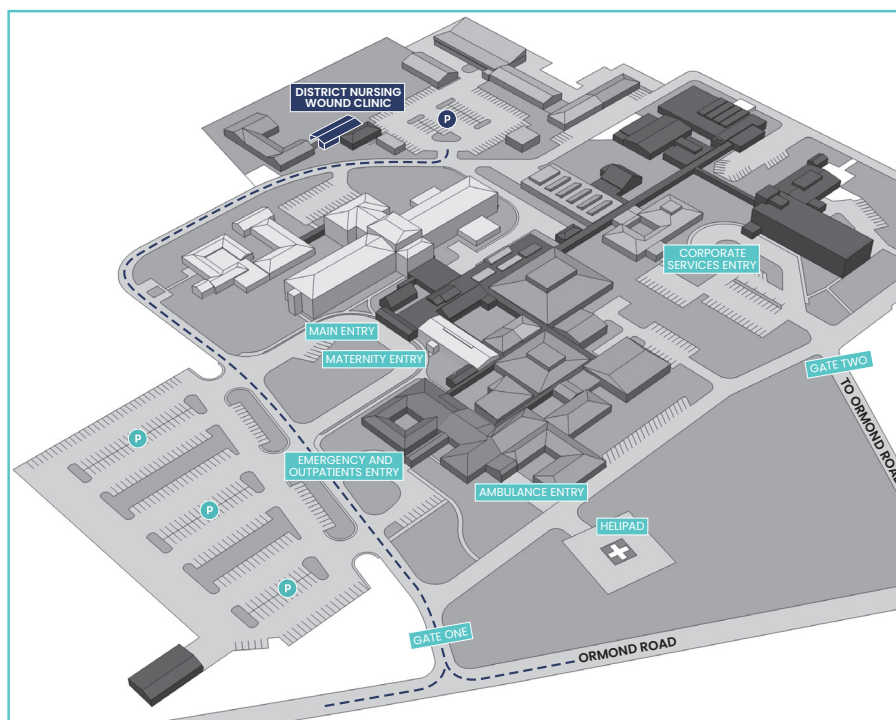 DISTRICT NURSING
WOUND CLINIC
P
CORPORATE
SERVICES ENTRY
MAIN ENTRY
MATERNITY ENTRY
GATE TWO
TO ORMOND ROAD
P
EMERGENCY AND
OUTPATIENTS ENTRY
AMBULANCE ENTRY
P
HELIPAD
P
GATE ONE
ORMOND ROAD